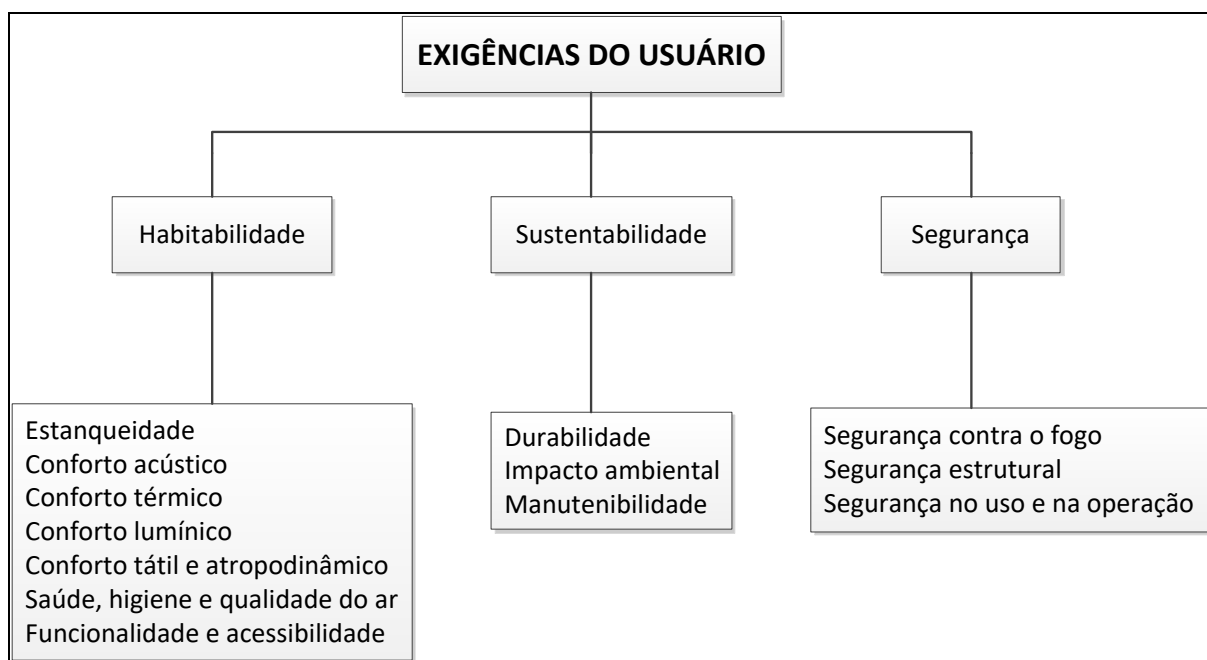 EXIGÊNCIAS DO USUÁRIO
Habitabilidade
Sustentabilidade
Segurança
Estanqueidade
Conforto acústico
Conforto térmico
Conforto lumínico
Conforto tátil e atropodinâmico
Saúde, higiene e qualidade do ar
Funcionalidade e acessibilidade
Durabilidade
Impacto ambiental
Manutenibilidade
Segurança contra o fogo
Segurança estrutural
Segurança no uso e na operação